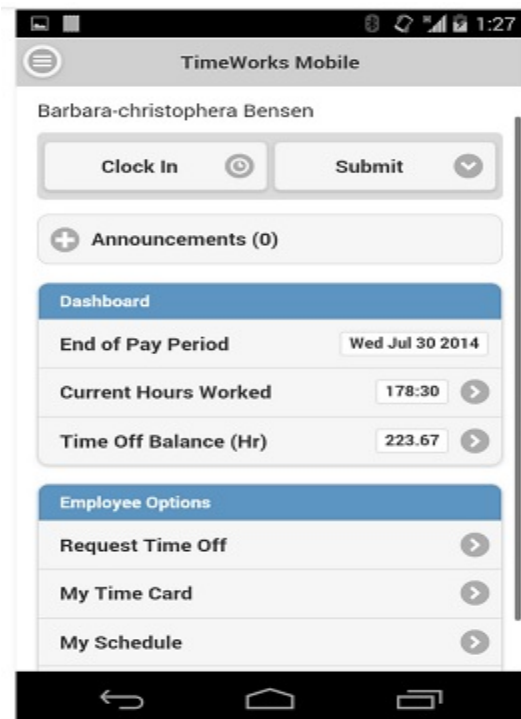 1:27
TimeWorks Mobile
Barbara-christophera Bensen
Clock In Submit
Announcements (0)
Dashboard
End of Pay Period Wed Jul 30 2014
Current Hours Worked 178:30
Time Off Balance (Hr) 223.67
Employee Options
Request Time Off
My Time Card
My Schedule